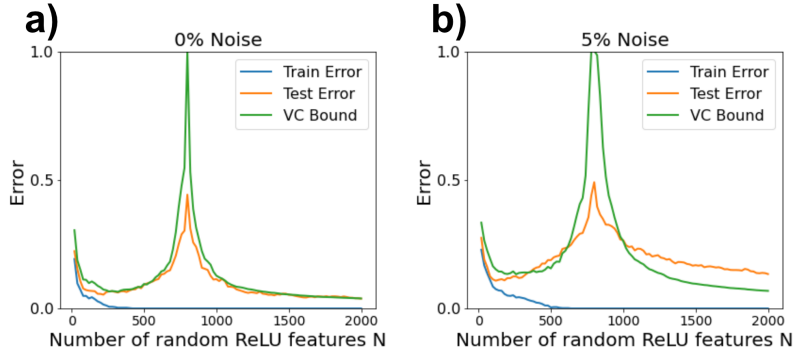 a)
0% Noise
Error
1.0
0.5
0.0
Train Error
Test Error
VC Bound
0
500
1000
1500
2000
Number of random ReLU features N
b)
5% Noise
Error
1.0
0.5
0.0
Train Error
Test Error
VC Bound
0
500
1000
1500
2000
Number of random ReLU features N